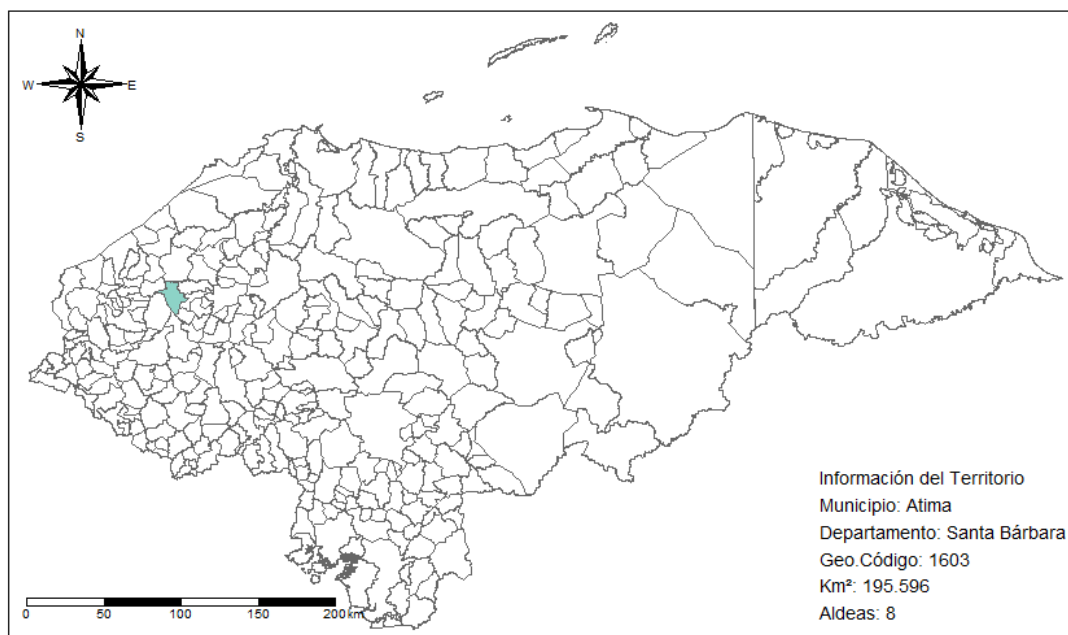 N
W E
S
Información del Territorio
Municipio: Atima
Departamento: Santa Bárbara
Geo.Código: 1603
Km²: 195.596
Aldeas: 8
0 50 100 150 200 km